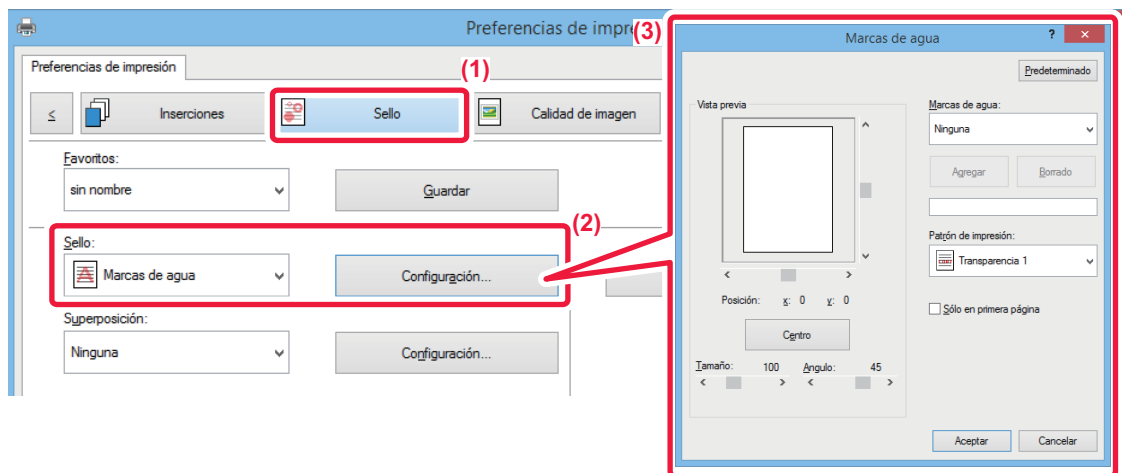 Preferencias de impre
Preferencias de impresión
(1)
≤
Inserciones
Sello
Calidad de imagen
Favoritos:
sin nombre
Guardar
(2)
Sello:
Marcas de agua
Configuración...
Superposición:
Ninguna
Configuración...
(3)
Marcas de agua
?
×
Predeterminado
Vista previa
Marcas de agua:
Ninguna
Agregar
Borrado
Patrón de impresión:
Transparencia 1
Posición: x: 0 y: 0
Sólo en primera página
Centro
Tamaño: 100 Angulo: 45
< > < >
Aceptar
Cancelar